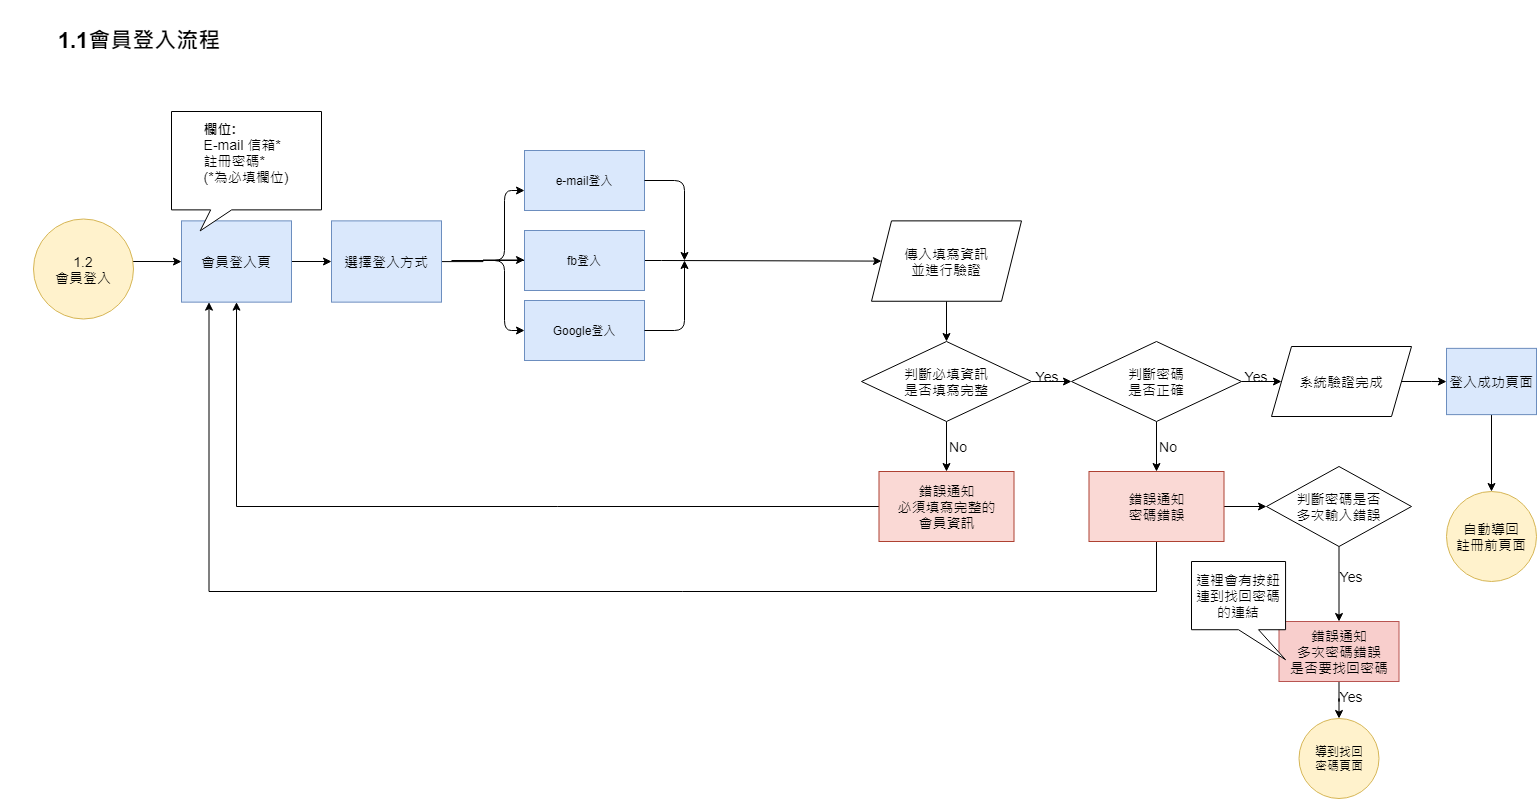 1.1會員登入流程
欄位:
E-mail 信箱*
註冊密碼*
(*為必填欄位)
1.2
會員登入
會員登入頁
選擇登入方式
e-mail登入
fb登入
Google登入
傳入填寫資訊
並進行驗證
判斷必填資訊
是否填寫完整
Yes
判斷密碼
是否正確
Yes
系統驗證完成
登入成功頁面
No
No
錯誤通知
必須填寫完整的
會員資訊
錯誤通知
密碼錯誤
判斷密碼是否
多次輸入錯誤
自動導回
註冊前頁面
Yes
這裡會有按鈕
連到找回密碼
的連結
錯誤通知
多次密碼錯誤
是否要找回密碼
Yes
導到找回
密碼頁面